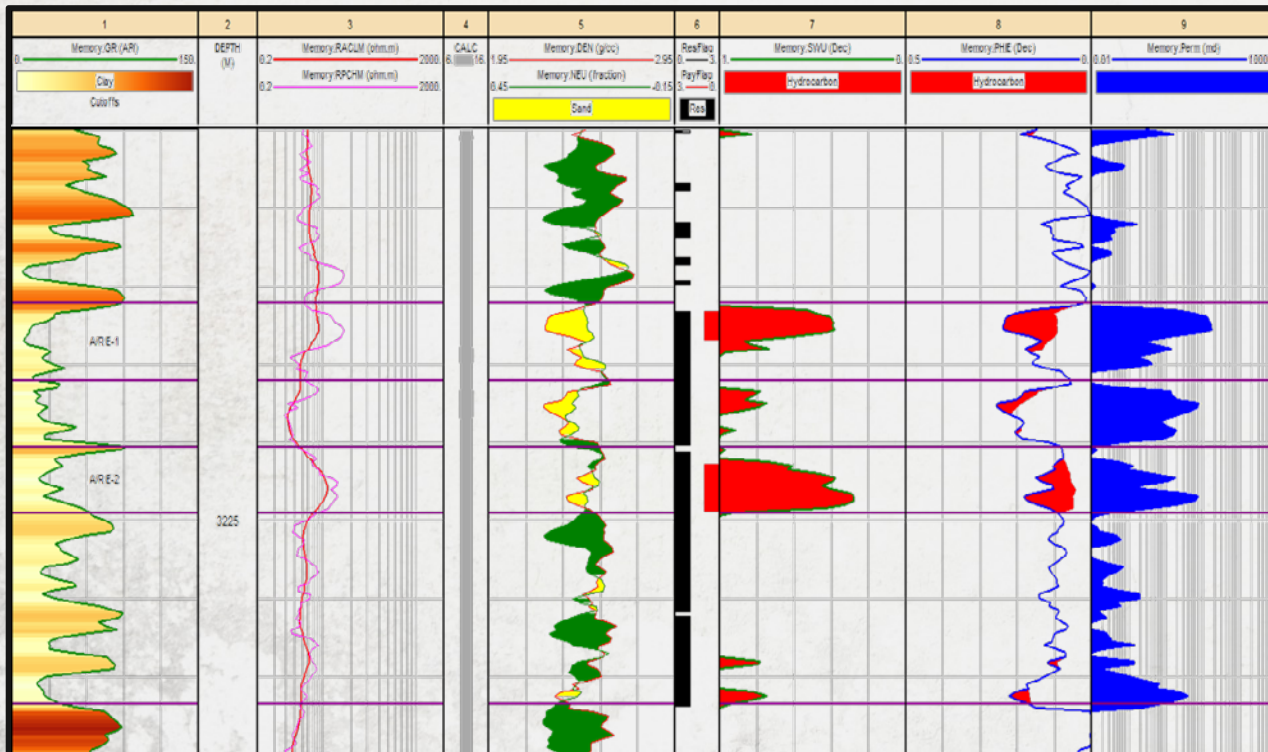 1 2 3 4 5 6 7 8 9
Memory:GR (API)
0. 150.
Clay
Cutoffs
DEPTH
(M)
Memory:RACLM (ohm.m)
0.2 2000.
Memory:RPCHM (ohm.m)
0.2 2000.
CALC
6. 16.
Memory:DEN (g/cc)
1.95 2.95
Memory:NEU (fraction)
0.45 -0.15
Sand
ResFlag
0. 3.
PayFlag
3. 0.
Res
Memory:SWU (Dec)
1. 0.
Hydrocarbon
Memory:PHIE (Dec)
0.5 0.
Hydrocarbon
Memory:Perm (md)
0.01 1000
A/R E-1
A/R E-2
3225